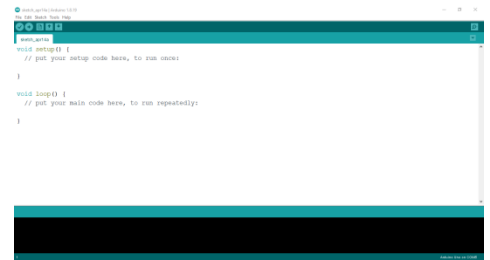 File Edit Sketch Tools Help
void setup() {
// put your setup code here, to run once:
}
void loop() {
// put your main code here, to run repeatedly:
}